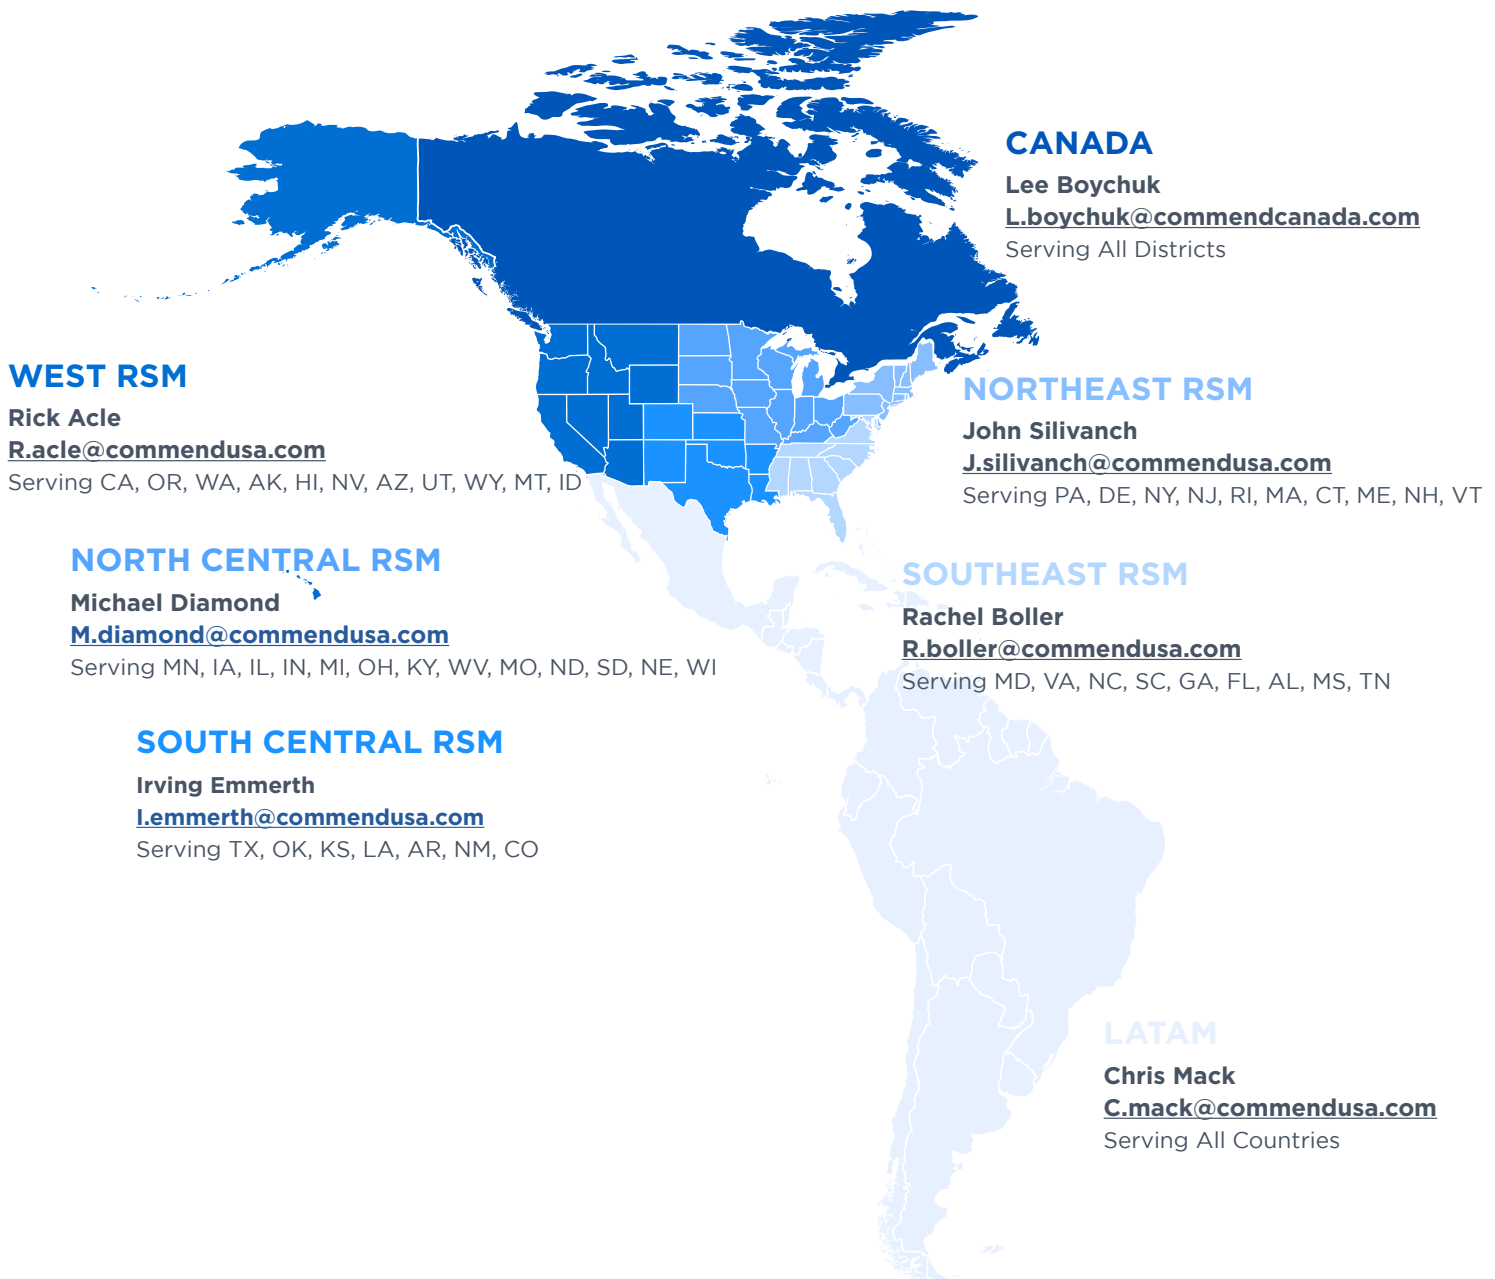 CANADA
Lee Boychuk
L.boychuk@commendcanada.com
Serving All Districts
WEST RSM
Rick Acle
R.acle@commendusa.com
Serving CA, OR, WA, AK, HI, NV, AZ, UT, WY, MT, ID
NORTHEAST RSM
John Silivanch
J.silivanch@commendusa.com
Serving PA, DE, NY, NJ, RI, MA, CT, ME, NH, VT
NORTH CENTRAL RSM
Michael Diamond
M.diamond@commendusa.com
Serving MN, IA, IL, IN, MI, OH, KY, WV, MO, ND, SD, NE, WI
SOUTHEAST RSM
Rachel Boller
R.boller@commendusa.com
Serving MD, VA, NC, SC, GA, FL, AL, MS, TN
SOUTH CENTRAL RSM
Irving Emmerth
I.emmerth@commendusa.com
Serving TX, OK, KS, LA, AR, NM, CO
LATAM
Chris Mack
C.mack@commendusa.com
Serving All Countries